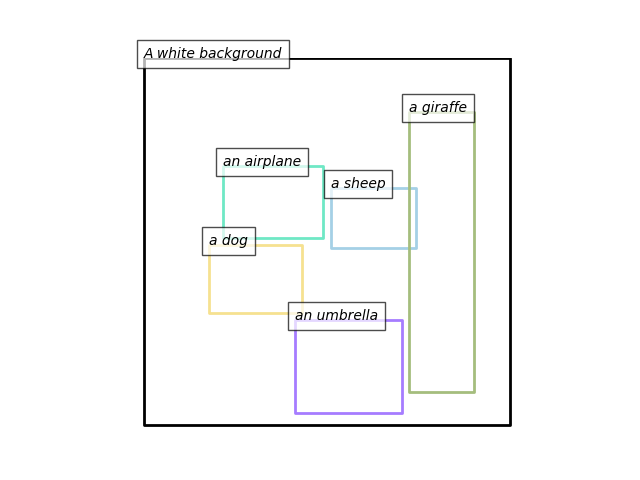 A white background
a giraffe
an airplane
a sheep
a dog
an umbrella